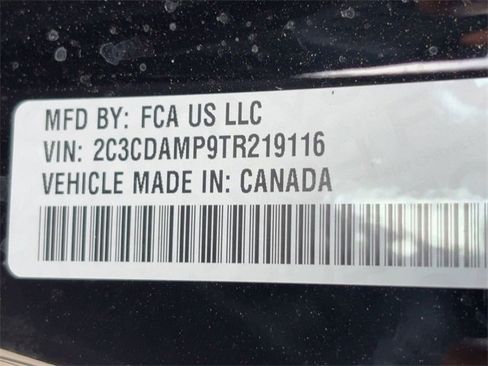 MFD BY: FCA US LLC
VIN: 2C3CDAMP9TR219116
VEHICLE MADE IN: CANADA